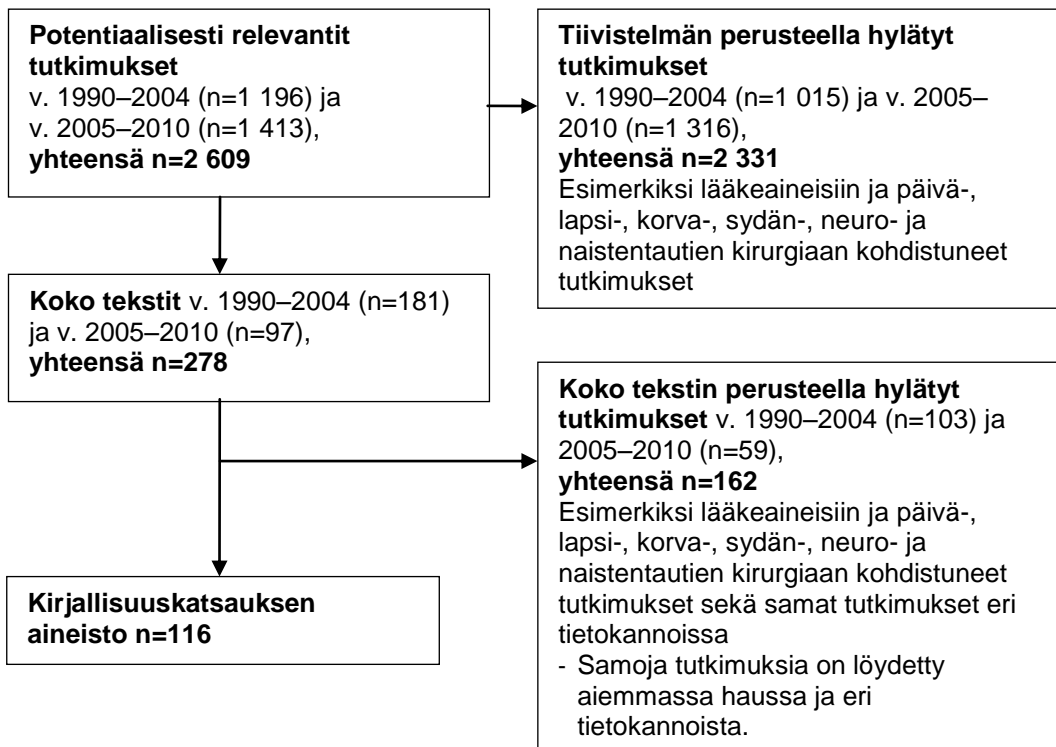 Potentiaalisesti relevantit
tutkimukset
v. 1990–2004 (n=1 196) ja
v. 2005–2010 (n=1 413),
yhteensä n=2 609
Tiivistelmän perusteella hylätyt
tutkimukset
v. 1990–2004 (n=1 015) ja v. 2005–
2010 (n=1 316),
yhteensä n=2 331
Esimerkiksi lääkeaineisiin ja päivä-,
lapsi-, korva-, sydän-, neuro- ja
naistentautien kirurgiaan kohdistuneet
tutkimukset
Koko tekstit v. 1990–2004 (n=181)
ja v. 2005–2010 (n=97),
yhteensä n=278
Koko tekstin perusteella hylätyt
tutkimukset v. 1990–2004 (n=103) ja
2005–2010 (n=59),
yhteensä n=162
Esimerkiksi lääkeaineisiin ja päivä-,
lapsi-, korva-, sydän-, neuro- ja
naistentautien kirurgiaan kohdistuneet
tutkimukset sekä samat tutkimukset eri
tietokannoissa
- Samoja tutkimuksia on löydetty
aiemmassa haussa ja eri
tietokannoista.
Kirjallisuuskatsauksen
aineisto n=116